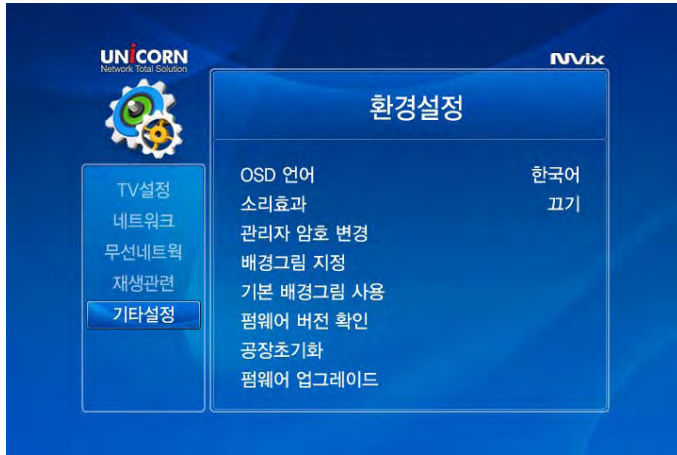 UNiCORN
Network Total Solution
Mvix
환경설정
TV설정
네트워크
무선네트웍
재생관련
기타설정
OSD 언어 한국어
소리효과 끄기
관리자 암호 변경
배경그림 지정
기본 배경그림 사용
펌웨어 버전 확인
공장초기화
펌웨어 업그레이드